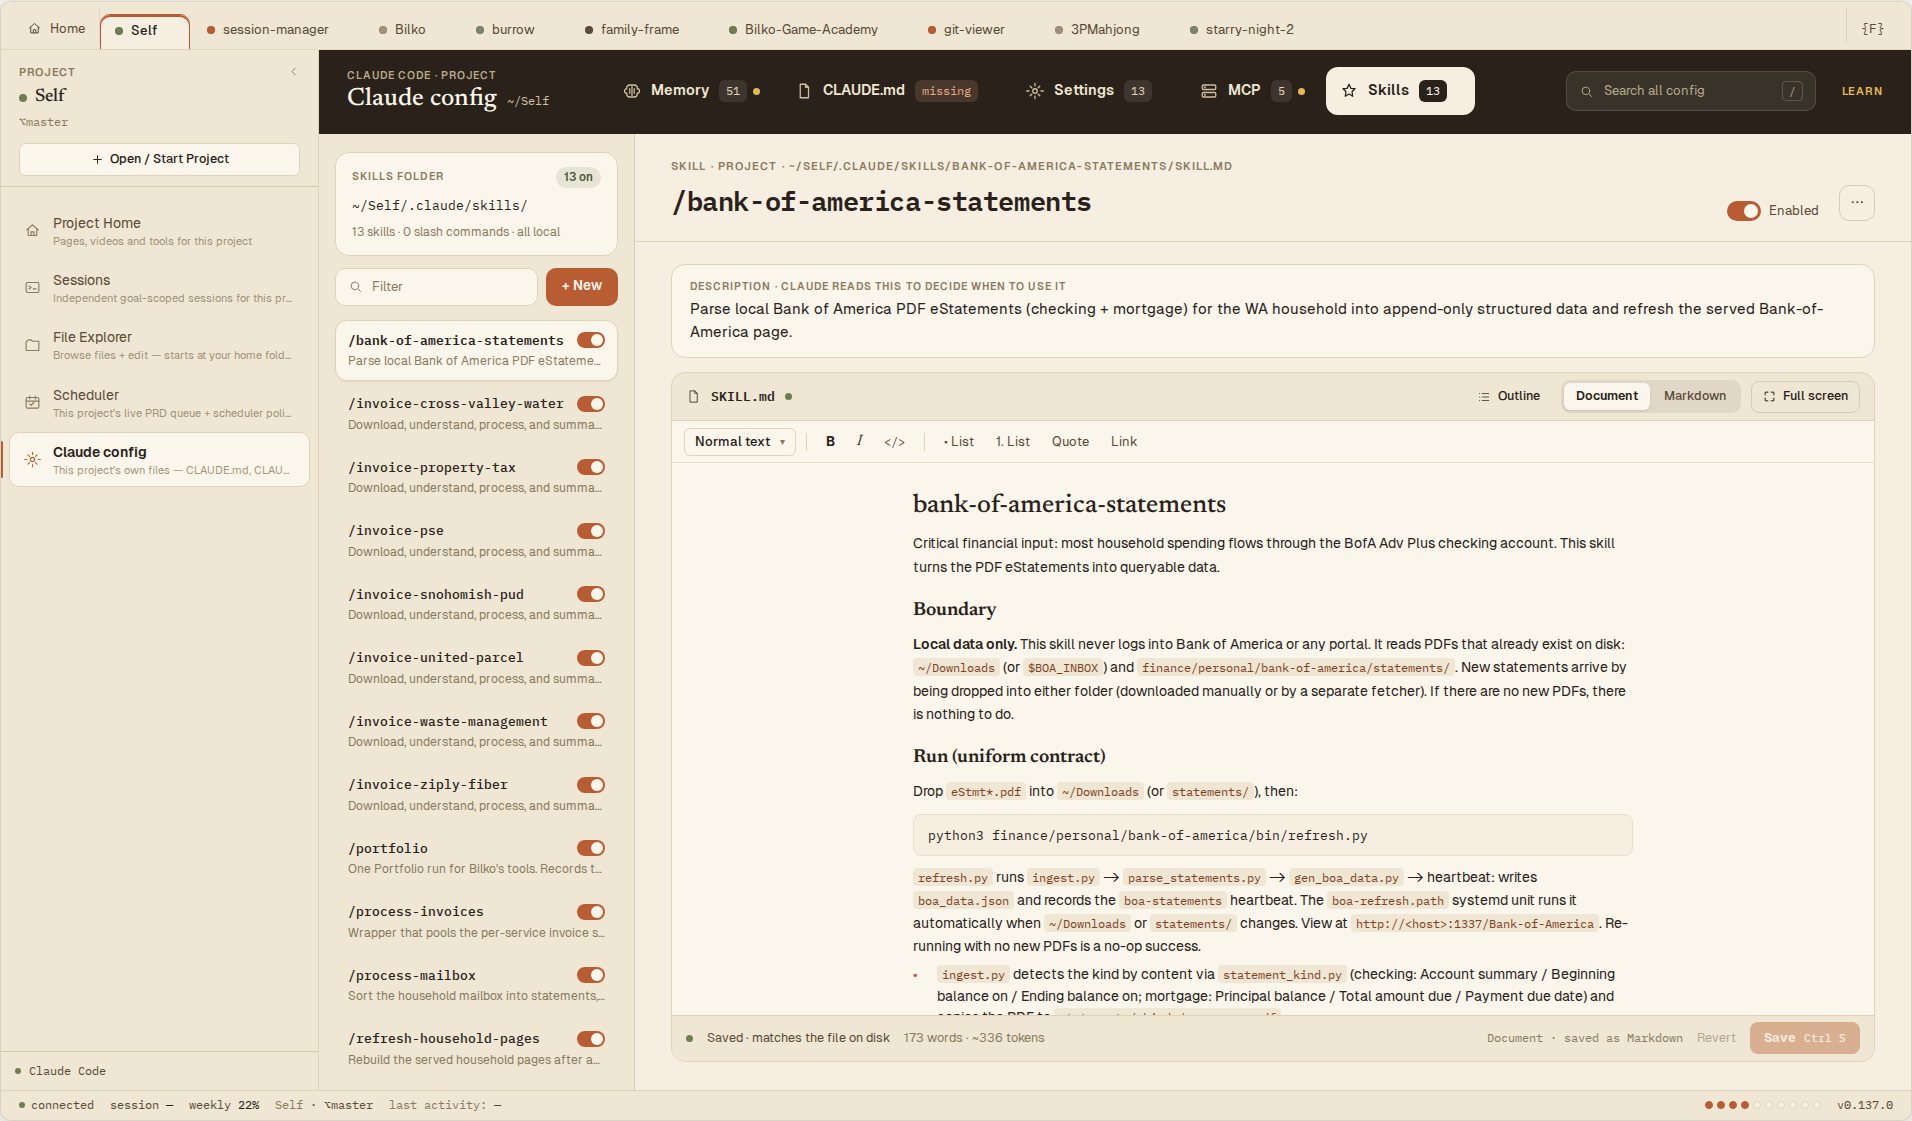 Home
Self
session-manager
Bilko
burrow
family-frame
Bilko-Game-Academy
git-viewer
3PMahjong
starry-night-2
{F}
PROJECT
Self
⌥master
+ Open / Start Project
Project Home
Pages, videos and tools for this project
Sessions
Independent goal-scoped sessions for this pr...
File Explorer
Browse files + edit — starts at your home fold...
Scheduler
This project's live PRD queue + scheduler poli...
Claude config
This project's own files — CLAUDE.md, CLAU...
Claude Code
CLAUDE CODE · PROJECT
Claude config ~/Self
Memory 51
CLAUDE.md missing
Settings 13
MCP 5
Skills 13
Search all config /
LEARN
SKILLS FOLDER 13 on
~/Self/.claude/skills/
13 skills · 0 slash commands · all local
Filter
+ New
/bank-of-america-statements
Parse local Bank of America PDF eStateme...
/invoice-cross-valley-water
Download, understand, process, and summa...
/invoice-property-tax
Download, understand, process, and summa...
/invoice-pse
Download, understand, process, and summa...
/invoice-snohomish-pud
Download, understand, process, and summa...
/invoice-united-parcel
Download, understand, process, and summa...
/invoice-waste-management
Download, understand, process, and summa...
/invoice-ziply-fiber
Download, understand, process, and summa...
/portfolio
One Portfolio run for Bilko's tools. Records t...
/process-invoices
Wrapper that pools the per-service invoice s...
/process-mailbox
Sort the household mailbox into statements,...
/refresh-household-pages
Rebuild the served household pages after a...
SKILL · PROJECT · ~/SELF/.CLAUDE/SKILLS/BANK-OF-AMERICA-STATEMENTS/SKILL.MD
/bank-of-america-statements
Enabled
...
DESCRIPTION · CLAUDE READS THIS TO DECIDE WHEN TO USE IT
Parse local Bank of America PDF eStatements (checking + mortgage) for the WA household into append-only structured data and refresh the served Bank-of-
America page.
SKILL.md
Outline
Document
Markdown
Full screen
Normal text
B
I
</>
• List
1. List
Quote
Link
bank-of-america-statements
Critical financial input: most household spending flows through the BofA Adv Plus checking account. This skill
turns the PDF eStatements into queryable data.
Boundary
Local data only. This skill never logs into Bank of America or any portal. It reads PDFs that already exist on disk:
~/Downloads (or $BOA_INBOX ) and finance/personal/bank-of-america/statements/ . New statements arrive by
being dropped into either folder (downloaded manually or by a separate fetcher). If there are no new PDFs, there
is nothing to do.
Run (uniform contract)
Drop eStmt*.pdf into ~/Downloads (or statements/ ), then:
python3 finance/personal/bank-of-america/bin/refresh.py
refresh.py runs ingest.py → parse_statements.py → gen_boa_data.py → heartbeat: writes
boa_data.json and records the boa-statements heartbeat. The boa-refresh.path systemd unit runs it
automatically when ~/Downloads or statements/ changes. View at http://<host>:1337/Bank-of-America . Re-
running with no new PDFs is a no-op success.
• ingest.py detects the kind by content via statement_kind.py (checking: Account summary / Beginning
balance on / Ending balance on; mortgage: Principal balance / Total amount due / Payment due date) and
Saved · matches the file on disk
173 words · ~336 tokens
Document · saved as Markdown
Revert
Save Ctrl S
connected
session —
weekly 22%
Self · ⌥master
last activity: —
v0.137.0